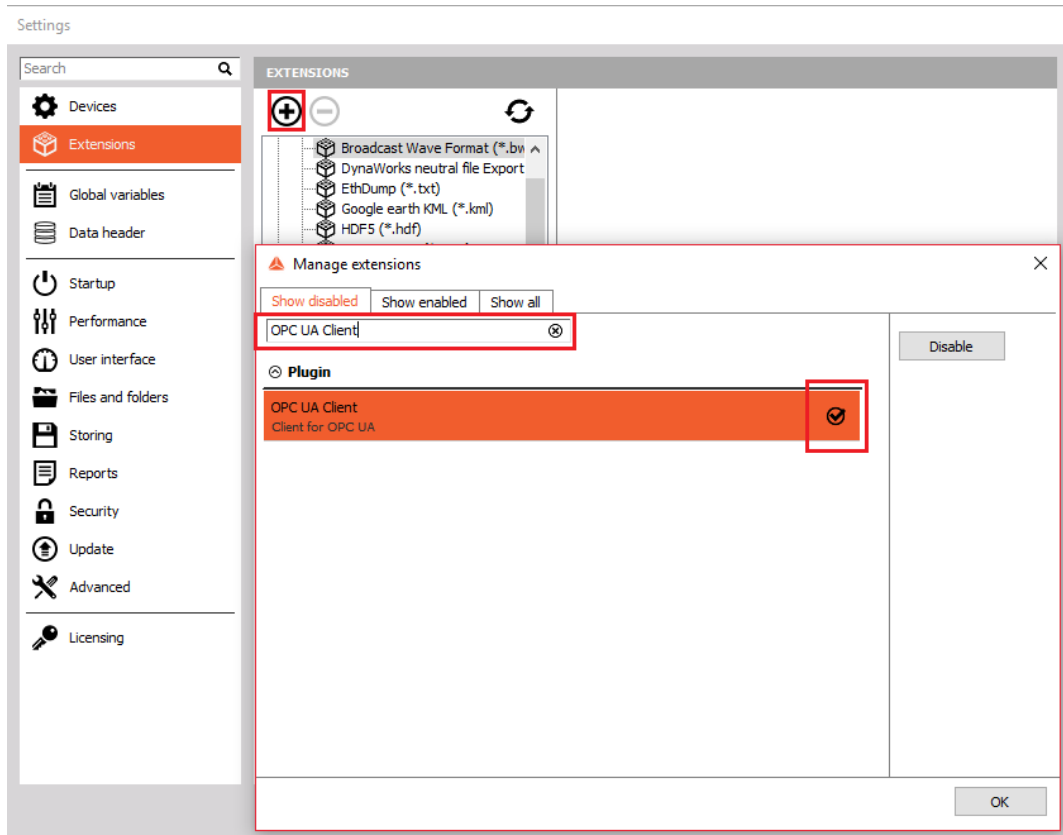 Settings
Search
Devices
Extensions
Global variables
Data header
Startup
Performance
User interface
Files and folders
Storing
Reports
Security
Update
Advanced
Licensing
EXTENSIONS
Broadcast Wave Format (*.bw
DynaWorks neutral file Export
EthDump (*.txt)
Google earth KML (*.kml)
HDF5 (*.hdf)
Manage extensions
Show disabled Show enabled Show all
OPC UA Client
Plugin
OPC UA Client
Client for OPC UA
Disable
OK